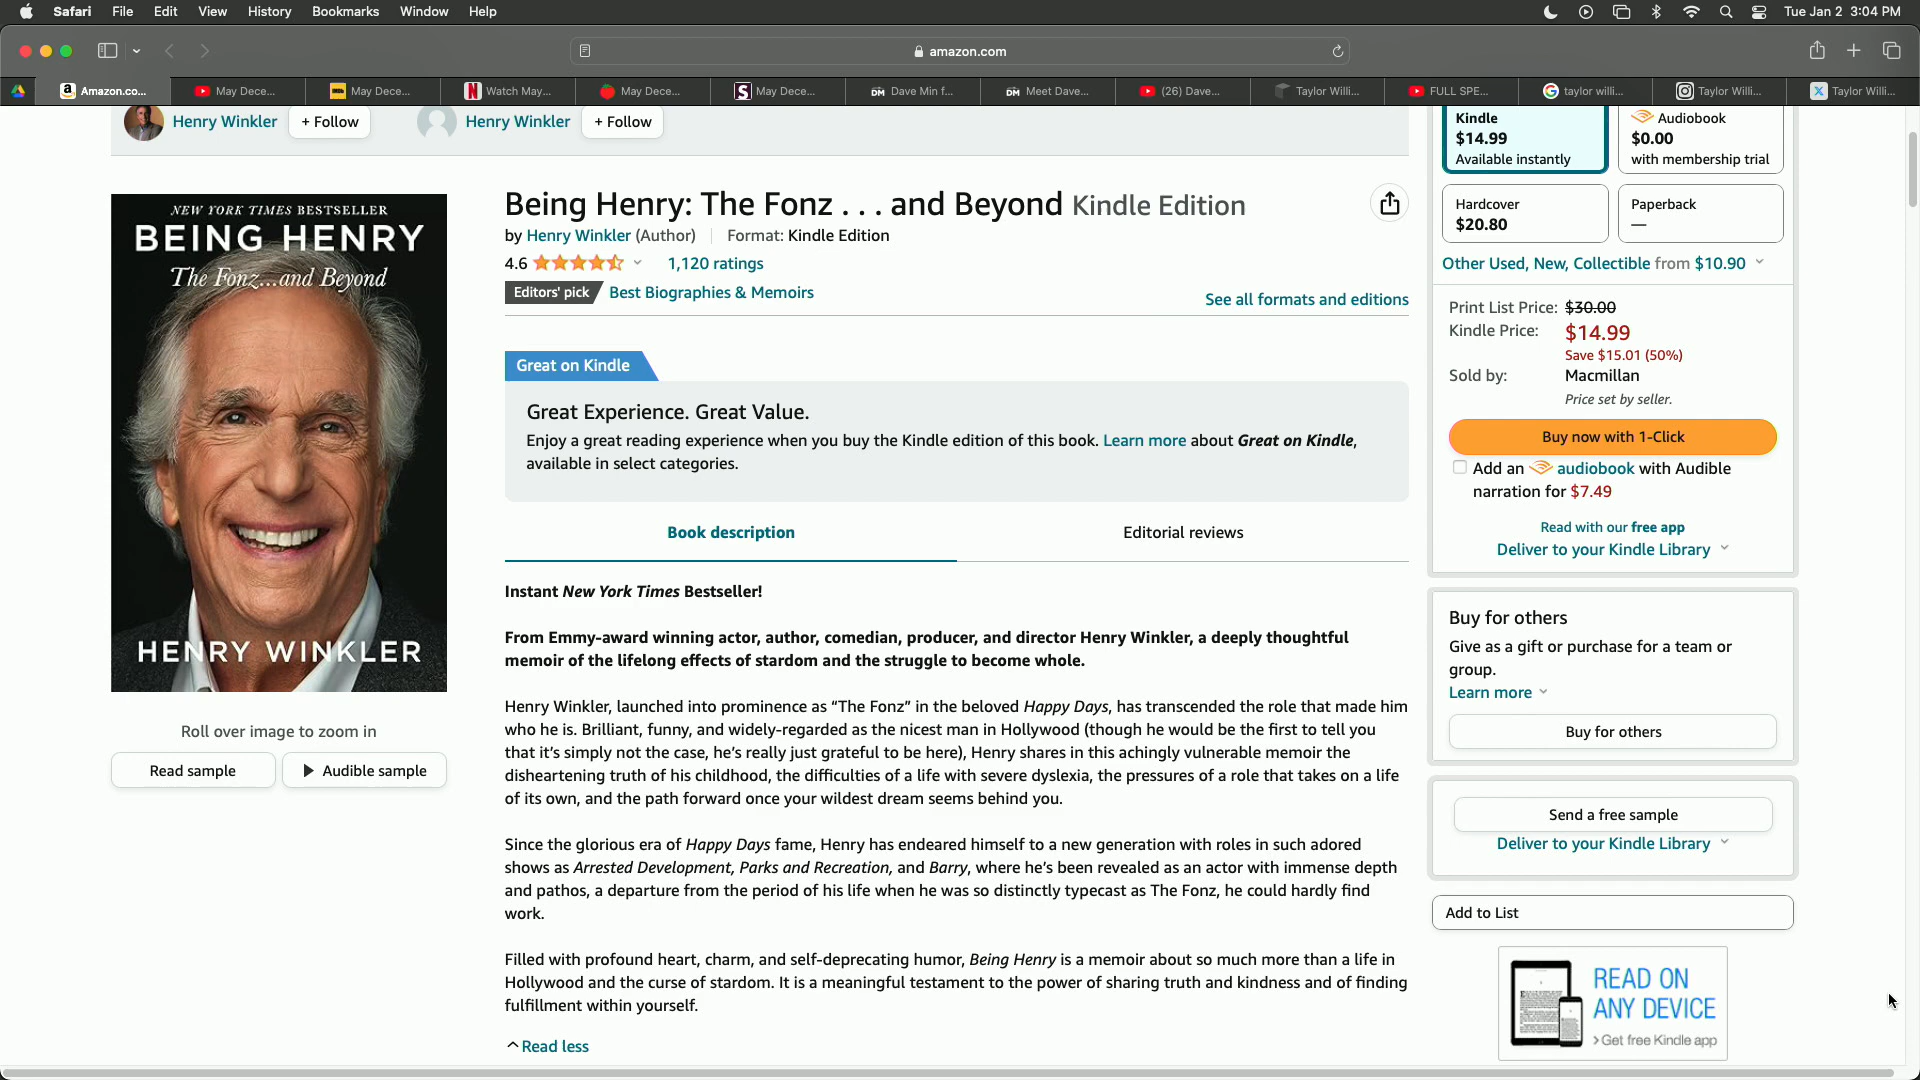 Safari File Edit View History Bookmarks Window Help Tue Jan 2 3:04 PM
amazon.com
a Amazon.co... May Dece... May Dece... N Watch May... May Dece... S May Dece... DM Dave Min f... DM Meet Dave... (26) Dave... Taylor Willi... FULL SPE... G taylor willi... Taylor Willi... X Taylor Willi...
Henry Winkler + Follow Henry Winkler + Follow
NEW YORK TIMES BESTSELLER
BEING HENRY
The Fonz...and Beyond
HENRY WINKLER
Roll over image to zoom in
Read sample Audible sample
Being Henry: The Fonz . . . and Beyond Kindle Edition
by Henry Winkler (Author) Format: Kindle Edition
4.6 1,120 ratings
Editors' pick Best Biographies & Memoirs
See all formats and editions
Great on Kindle
Great Experience. Great Value.
Enjoy a great reading experience when you buy the Kindle edition of this book. Learn more about Great on Kindle,
available in select categories.
Book description Editorial reviews
Instant New York Times Bestseller!
From Emmy-award winning actor, author, comedian, producer, and director Henry Winkler, a deeply thoughtful
memoir of the lifelong effects of stardom and the struggle to become whole.
Henry Winkler, launched into prominence as “The Fonz” in the beloved Happy Days, has transcended the role that made him
who he is. Brilliant, funny, and widely-regarded as the nicest man in Hollywood (though he would be the first to tell you
that it’s simply not the case, he’s really just grateful to be here), Henry shares in this achingly vulnerable memoir the
disheartening truth of his childhood, the difficulties of a life with severe dyslexia, the pressures of a role that takes on a life
of its own, and the path forward once your wildest dream seems behind you.
Since the glorious era of Happy Days fame, Henry has endeared himself to a new generation with roles in such adored
shows as Arrested Development, Parks and Recreation, and Barry, where he’s been revealed as an actor with immense depth
and pathos, a departure from the period of his life when he was so distinctly typecast as The Fonz, he could hardly find
work.
Filled with profound heart, charm, and self-deprecating humor, Being Henry is a memoir about so much more than a life in
Hollywood and the curse of stardom. It is a meaningful testament to the power of sharing truth and kindness and of finding
fulfillment within yourself.
Read less
Kindle
$14.99
Available instantly
Audiobook
$0.00
with membership trial
Hardcover
$20.80
Paperback
—
Other Used, New, Collectible from $10.90
Print List Price: $30.00
Kindle Price: $14.99
Save $15.01 (50%)
Sold by: Macmillan
Price set by seller.
Buy now with 1-Click
Add an audiobook with Audible
narration for $7.49
Read with our free app
Deliver to your Kindle Library
Buy for others
Give as a gift or purchase for a team or
group.
Learn more
Buy for others
Send a free sample
Deliver to your Kindle Library
Add to List
READ ON
ANY DEVICE
>Get free Kindle app